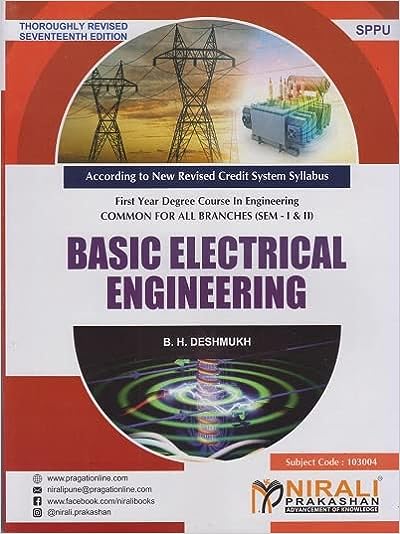 THOROUGHLY REVISED
SEVENTEENTH EDITION
SPPU
According to New Revised Credit System Syllabus
First Year Degree Course In Engineering
COMMON FOR ALL BRANCHES (SEM - I & II)
BASIC ELECTRICAL
ENGINEERING
B. H. DESHMUKH
Subject Code : 103004
www.pragationline.com
niralipune@pragationline.com
www.facebook.com/niralibooks
@nirali.prakashan
NIRALI®
PRAKASHAN
ADVANCEMENT OF KNOWLEDGE